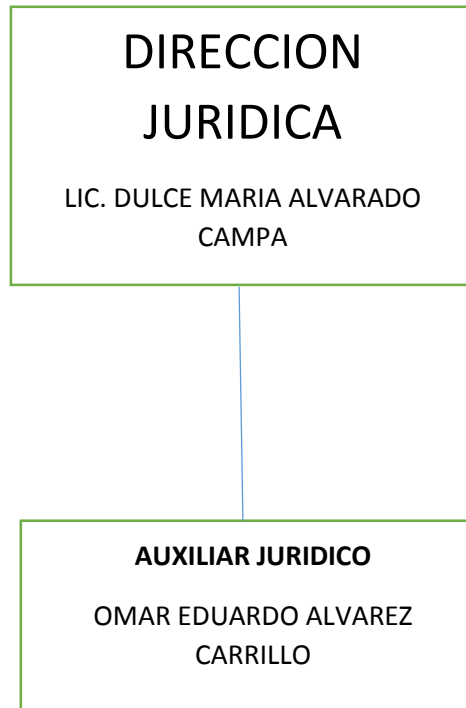 DIRECCION
JURIDICA
LIC. DULCE MARIA ALVARADO
CAMPA
AUXILIAR JURIDICO
OMAR EDUARDO ALVAREZ
CARRILLO